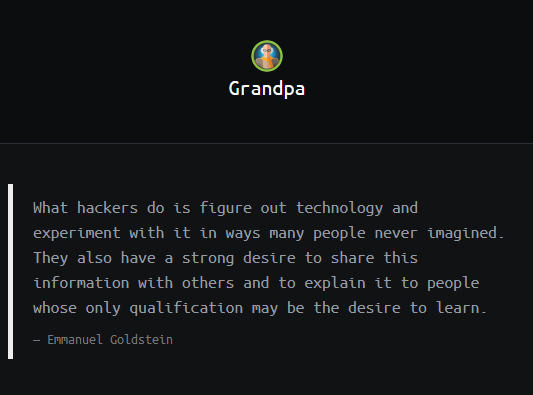 Grandpa
What hackers do is figure out technology and
experiment with it in ways many people never imagined.
They also have a strong desire to share this
information with others and to explain it to people
whose only qualification may be the desire to learn.
— Emmanuel Goldstein